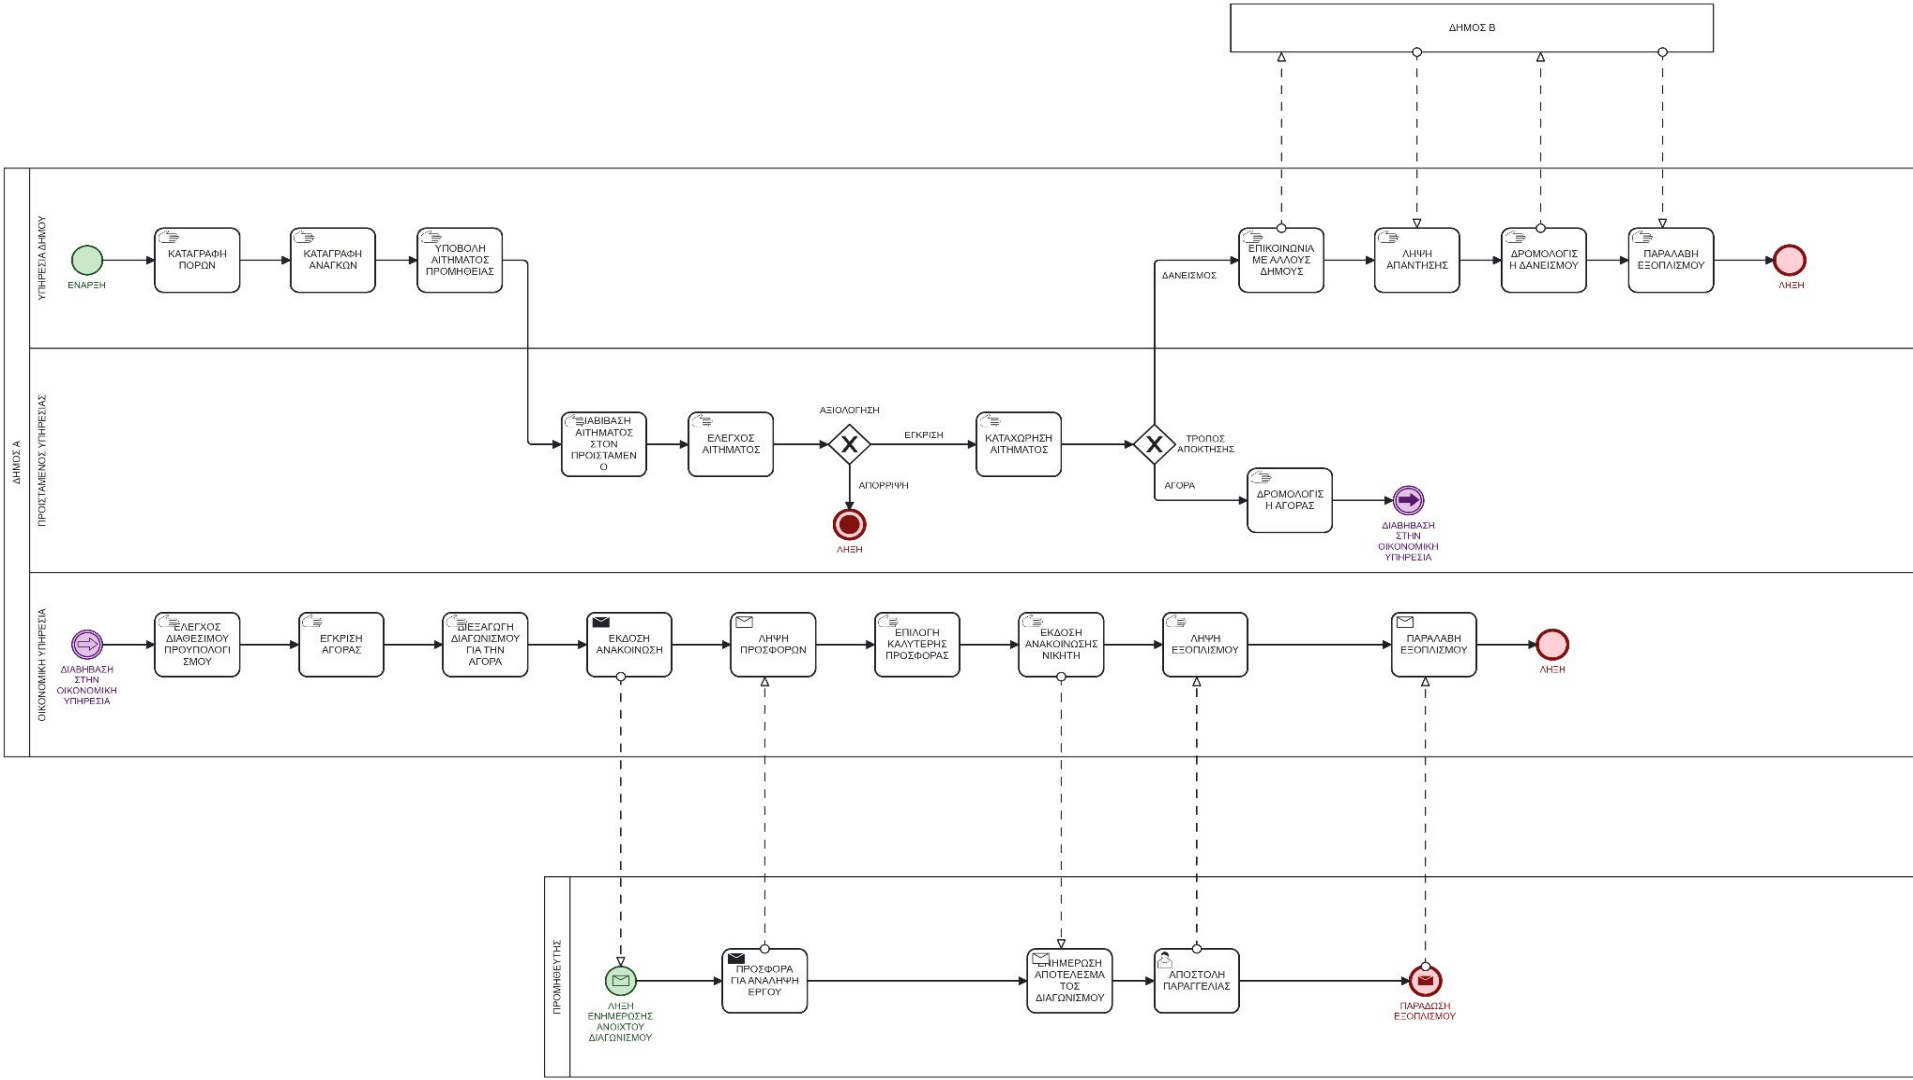 ΔΗΜΟΣ Β
ΔΗΜΟΣ Α
ΥΠΗΡΕΣΙΑ ΔΗΜΟΥ
ΕΝΑΡΞΗ
ΚΑΤΑΓΡΑΦΗ
ΠΟΡΩΝ
ΚΑΤΑΓΡΑΦΗ
ΑΝΑΓΚΩΝ
ΥΠΟΒΟΛΗ
ΑΙΤΗΜΑΤΟΣ
ΠΡΟΜΗΘΕΙΑΣ
ΔΑΝΕΙΣΜΟΣ
ΕΠΙΚΟΙΝΩΝΙΑ
ΜΕ ΑΛΛΟΥΣ
ΔΗΜΟΥΣ
ΛΗΨΗ
ΑΠΑΝΤΗΣΗΣ
ΔΡΟΜΟΛΟΓΙΣ
Η ΔΑΝΕΙΣΜΟΥ
ΠΑΡΑΛΑΒΗ
ΕΞΟΠΛΙΣΜΟΥ
ΛΗΞΗ
ΠΡΟΙΣΤΑΜΕΝΟΣ ΥΠΗΡΕΣΙΑΣ
ΔΙΑΒΙΒΑΣΗ
ΑΙΤΗΜΑΤΟΣ
ΣΤΟΝ
ΠΡΟΙΣΤΑΜΕΝ
Ο
ΕΛΕΓΧΟΣ
ΑΙΤΗΜΑΤΟΣ
ΑΞΙΟΛΟΓΗΣΗ
ΕΓΚΡΙΣΗ
ΑΠΟΡΡΙΨΗ
ΛΗΞΗ
ΚΑΤΑΧΩΡΗΣΗ
ΑΙΤΗΜΑΤΟΣ
ΤΡΟΠΟΣ
ΑΠΟΚΤΗΣΗΣ
ΑΓΟΡΑ
ΔΡΟΜΟΛΟΓΙΣ
Η ΑΓΟΡΑΣ
ΔΙΑΒΗΒΑΣΗ
ΣΤΗΝ
ΟΙΚΟΝΟΜΙΚΗ
ΥΠΗΡΕΣΙΑ
ΟΙΚΟΝΟΜΙΚΗ ΥΠΗΡΕΣΙΑ
ΔΙΑΒΗΒΑΣΗ
ΣΤΗΝ
ΟΙΚΟΝΟΜΙΚΗ
ΥΠΗΡΕΣΙΑ
ΕΛΕΓΧΟΣ
ΔΙΑΘΕΣΙΜΟΥ
ΠΡΟΥΠΟΛΟΓΙ
ΣΜΟΥ
ΕΓΚΡΙΣΗ
ΑΓΟΡΑΣ
ΔΙΕΞΑΓΩΓΗ
ΔΙΑΓΩΝΙΣΜΟΥ
ΓΙΑ ΤΗΝ
ΑΓΟΡΑ
ΕΚΔΟΣΗ
ΑΝΑΚΟΙΝΩΣΗ
ΛΗΨΗ
ΠΡΟΣΦΟΡΩΝ
ΕΠΙΛΟΓΗ
ΚΑΛΥΤΕΡΗΣ
ΠΡΟΣΦΟΡΑΣ
ΕΚΔΟΣΗ
ΑΝΑΚΟΙΝΩΣΗΣ
ΝΙΚΗΤΗ
ΛΗΨΗ
ΕΞΟΠΛΙΣΜΟΥ
ΠΑΡΑΛΑΒΗ
ΕΞΟΠΛΙΣΜΟΥ
ΛΗΞΗ
ΠΡΟΜΗΘΕΥΤΗΣ
ΛΗΞΗ
ΕΝΗΜΕΡΩΣΗΣ
ΑΝΟΙΧΤΟΥ
ΔΙΑΓΩΝΙΣΜΟΥ
ΠΡΟΣΦΟΡΑ
ΓΙΑ ΑΝΑΛΗΨΗ
ΕΡΓΟΥ
ΕΝΗΜΕΡΩΣΗ
ΑΠΟΤΕΛΕΣΜΑ
ΤΟΣ
ΔΙΑΓΩΝΙΣΜΟΥ
ΑΠΟΣΤΟΛΗ
ΠΑΡΑΓΓΕΛΙΑΣ
ΠΑΡΑΔΩΣΗ
ΕΞΟΠΛΙΣΜΟΥ